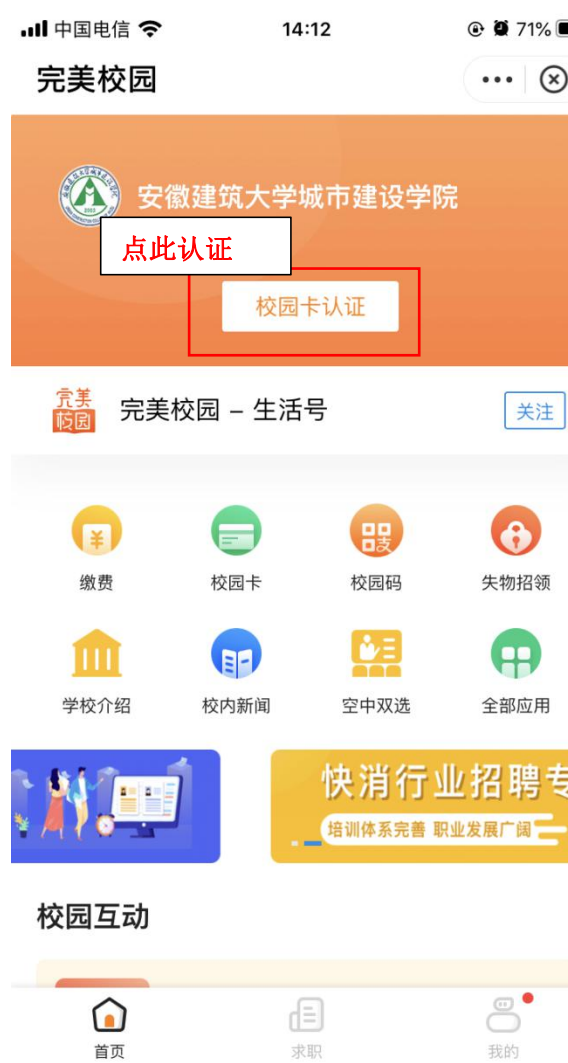 中国电信 14:12 71%
完美校园
安徽建筑大学城市建设学院
点此认证
校园卡认证
完美校园
完美校园 – 生活号 关注
缴费 校园卡 校园码 失物招领
学校介绍 校内新闻 空中双选 全部应用
快消行业招聘专
培训体系完善 职业发展广阔
校园互动
首页 求职 我的